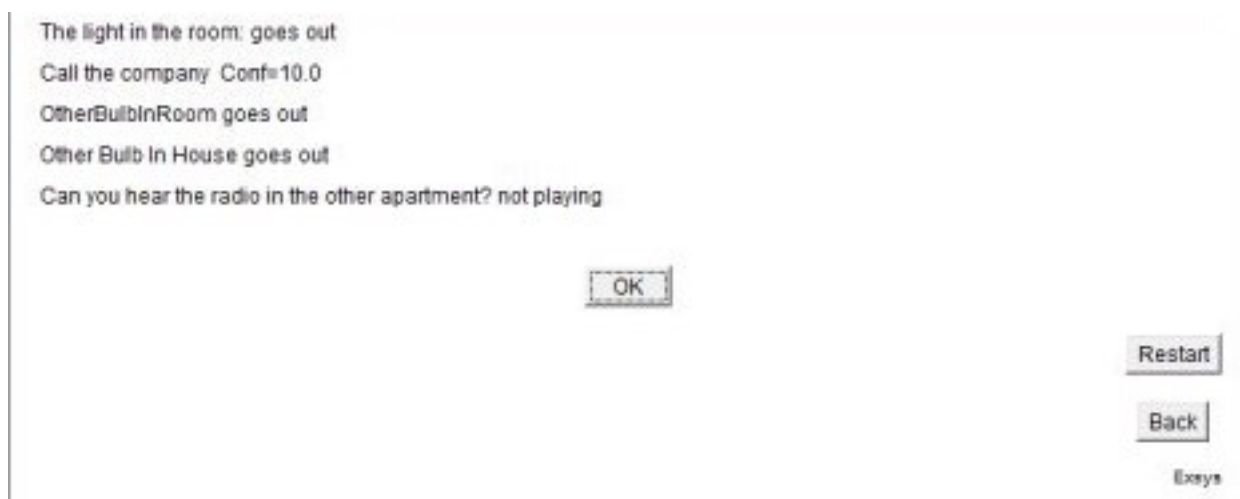 The light in the room: goes out
Call the company Conf=10.0
OtherBulbInRoom goes out
Other Bulb In House goes out
Can you hear the radio in the other apartment? not playing
OK
Restart
Back
Exsys